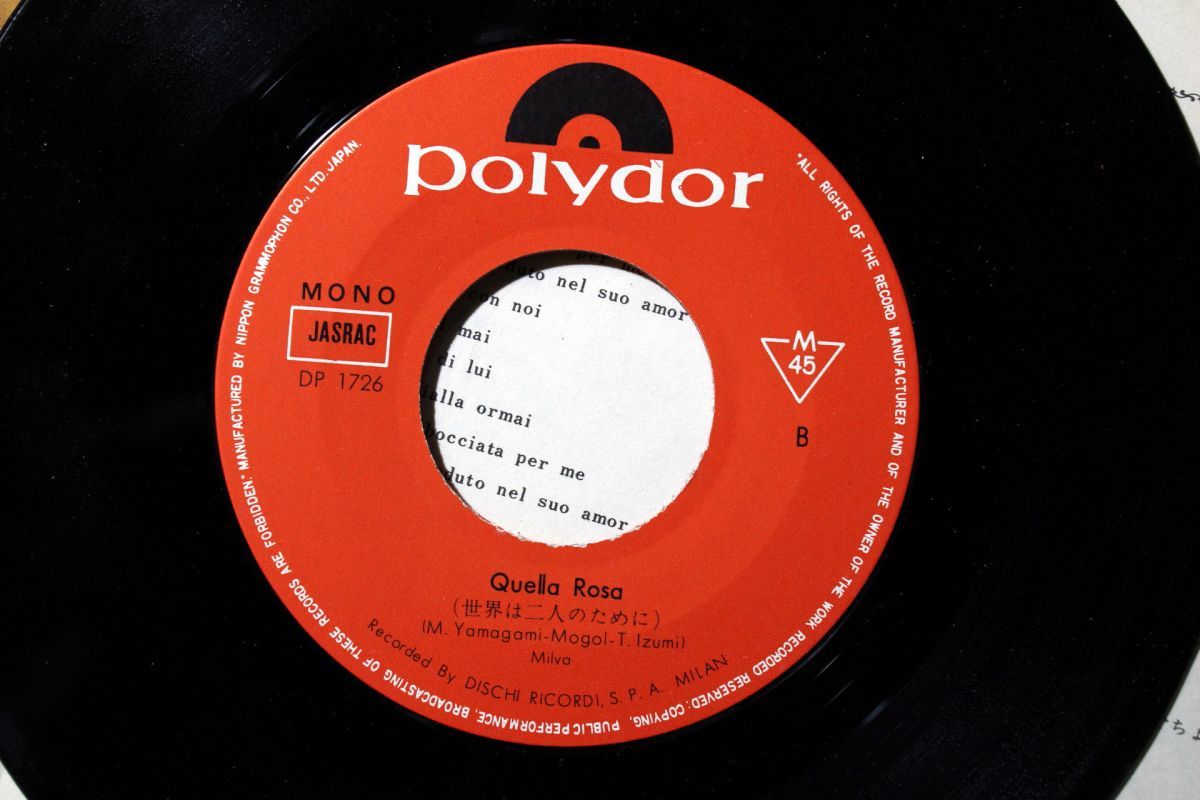 polydor
MONO
JASRAC
DP 1726
M
45
B
per me
duto nel suo amor
con noi
mai
di lui
ialla ormai
bocciata per me
duto nel suo amor
Quella Rosa
(世界は二人のために)
(M. Yamagami-Mogol-T. Izumi)
Milva
Recorded By DISCHI RICORDI, S. P. A. MILAN
"ALL RIGHTS OF THE RECORD MANUFACTURER AND OF THE OWNER OF THE WORK RECORDED RESERVED: COPYING, PUBLIC PERFORMANCE, BROADCASTING OF THESE RECORDS ARE FORBIDDEN." MANUFACTURED BY NIPPON GRAMMOPHON CO., LTD. JAPAN.